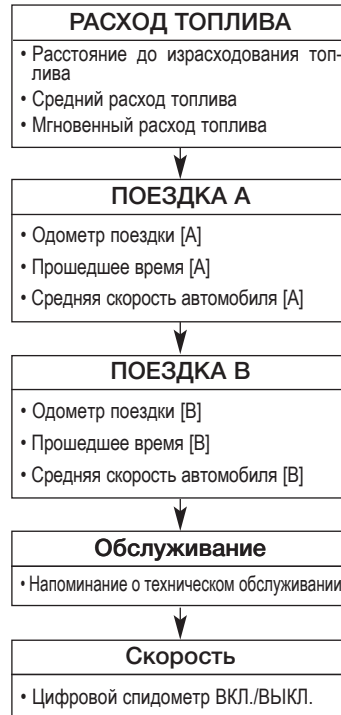 РАСХОД ТОПЛИВА
• Расстояние до израсходования топ-
лива
• Средний расход топлива
• Мгновенный расход топлива
ПОЕЗДКА A
• Одометр поездки [A]
• Прошедшее время [A]
• Средняя скорость автомобиля [A]
ПОЕЗДКА B
• Одометр поездки [B]
• Прошедшее время [B]
• Средняя скорость автомобиля [B]
Обслуживание
• Напоминание о техническом обслуживании
Скорость
• Цифровой спидометр ВКЛ./ВЫКЛ.